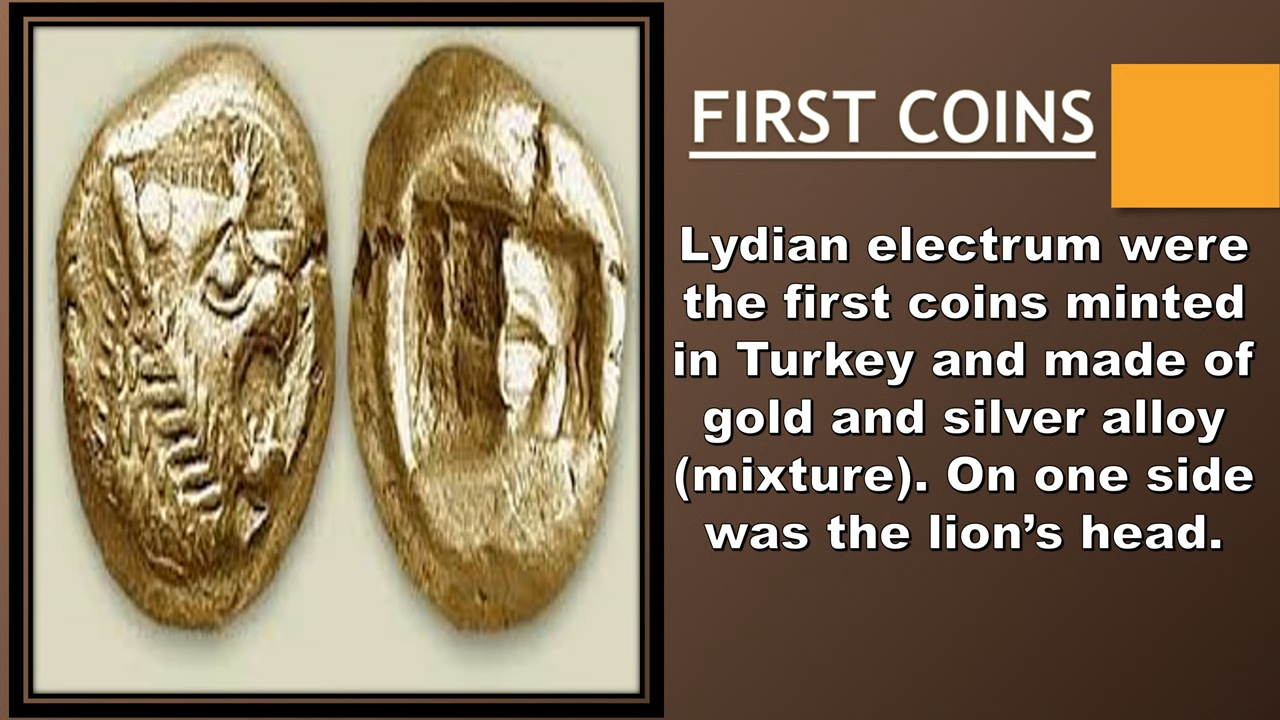 FIRST COINS
Lydian electrum were
the first coins minted
in Turkey and made of
gold and silver alloy
(mixture). On one side
was the lion’s head.